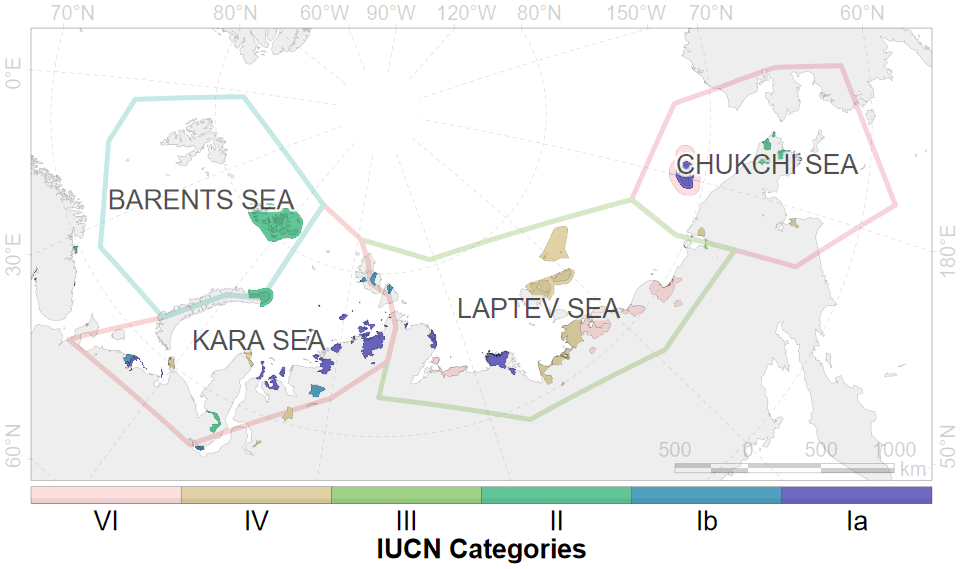 70°N 80°N 60°W 90°W 120°W 80°N 150°W 70°N 60°N
0°E
CHUKCHI SEA
BARENTS SEA
30°E
180°E
LAPTEV SEA
KARA SEA
60°N
50°N
500 0 500 1000
km
VI IV III II Ib Ia
IUCN Categories